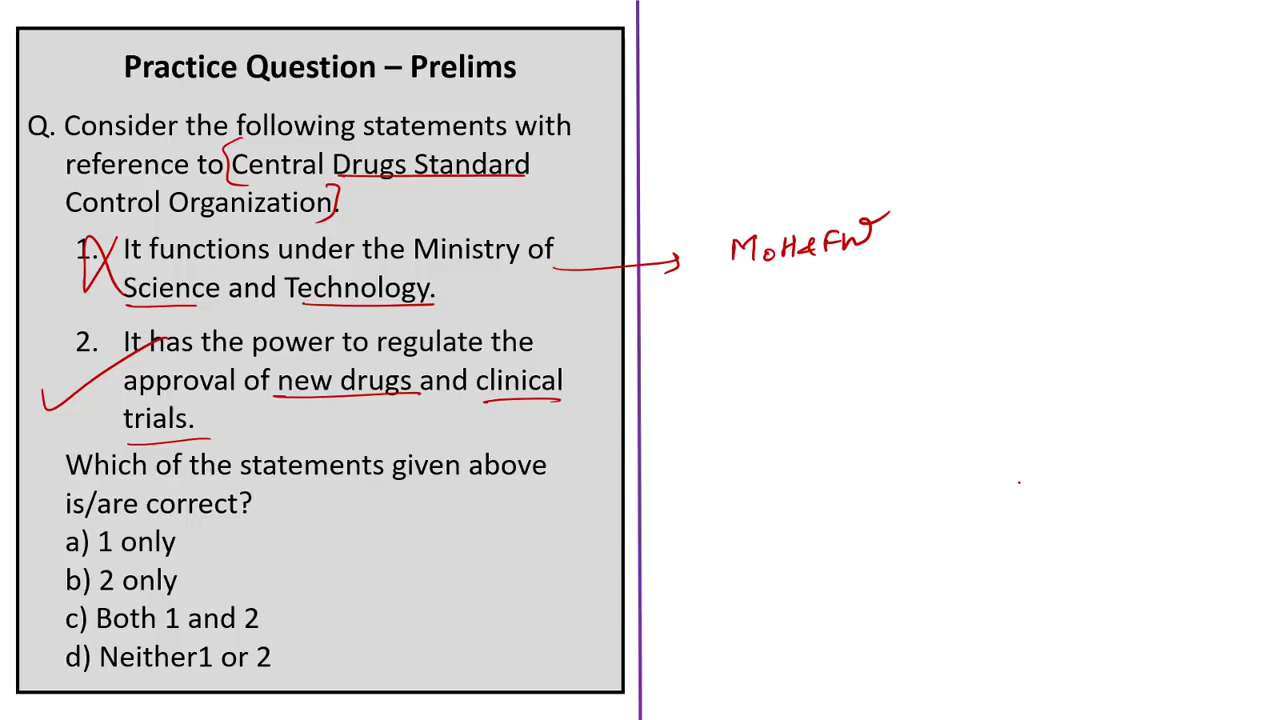 Practice Question – Prelims
Q. Consider the following statements with
reference to Central Drugs Standard
Control Organization.
1. It functions under the Ministry of
Science and Technology.
2. It has the power to regulate the
approval of new drugs and clinical
trials.
Which of the statements given above
is/are correct?
a) 1 only
b) 2 only
c) Both 1 and 2
d) Neither1 or 2
MoH&FW